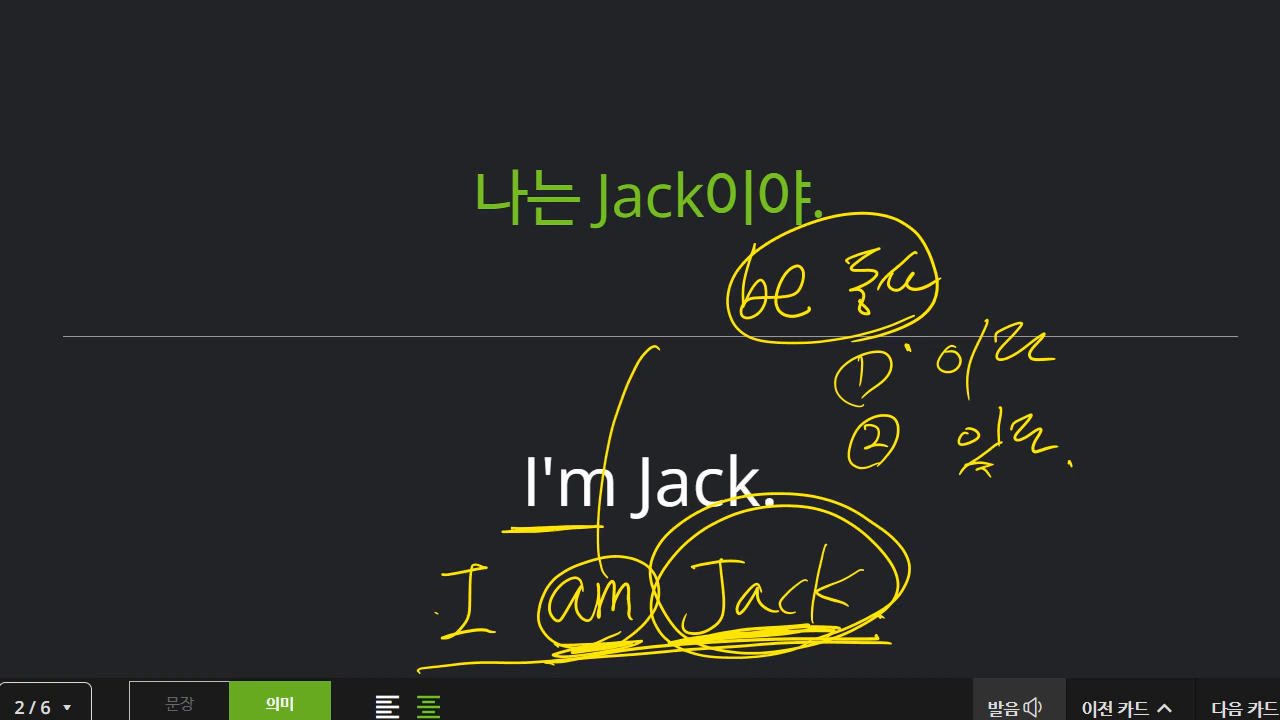 나는 Jack이야.
be 동사
① 이다
② 있다.
I'm Jack.
I am Jack
2 / 6 문장 의미 발음 이전 카드 다음 카드